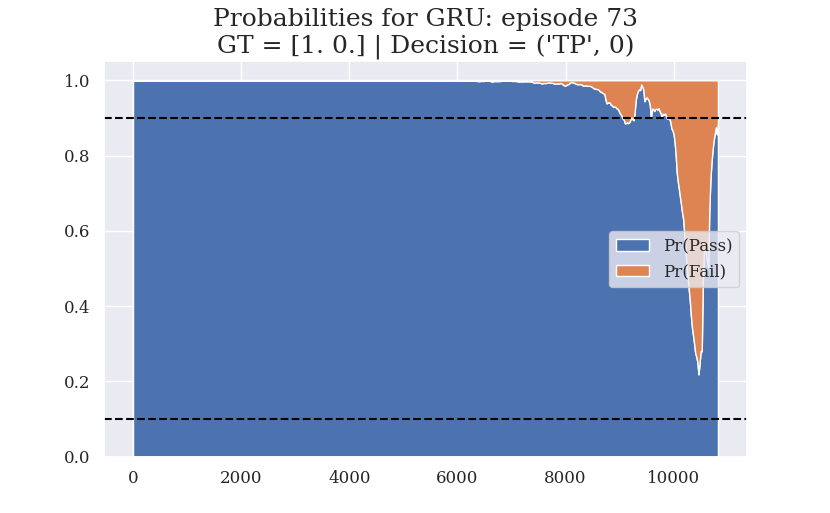 Probabilities for GRU: episode 73
GT = [1. 0.] | Decision = ('TP', 0)
1.0
0.8
0.6
0.4
0.2
0.0
Pr(Pass)
Pr(Fail)
0 2000 4000 6000 8000 10000